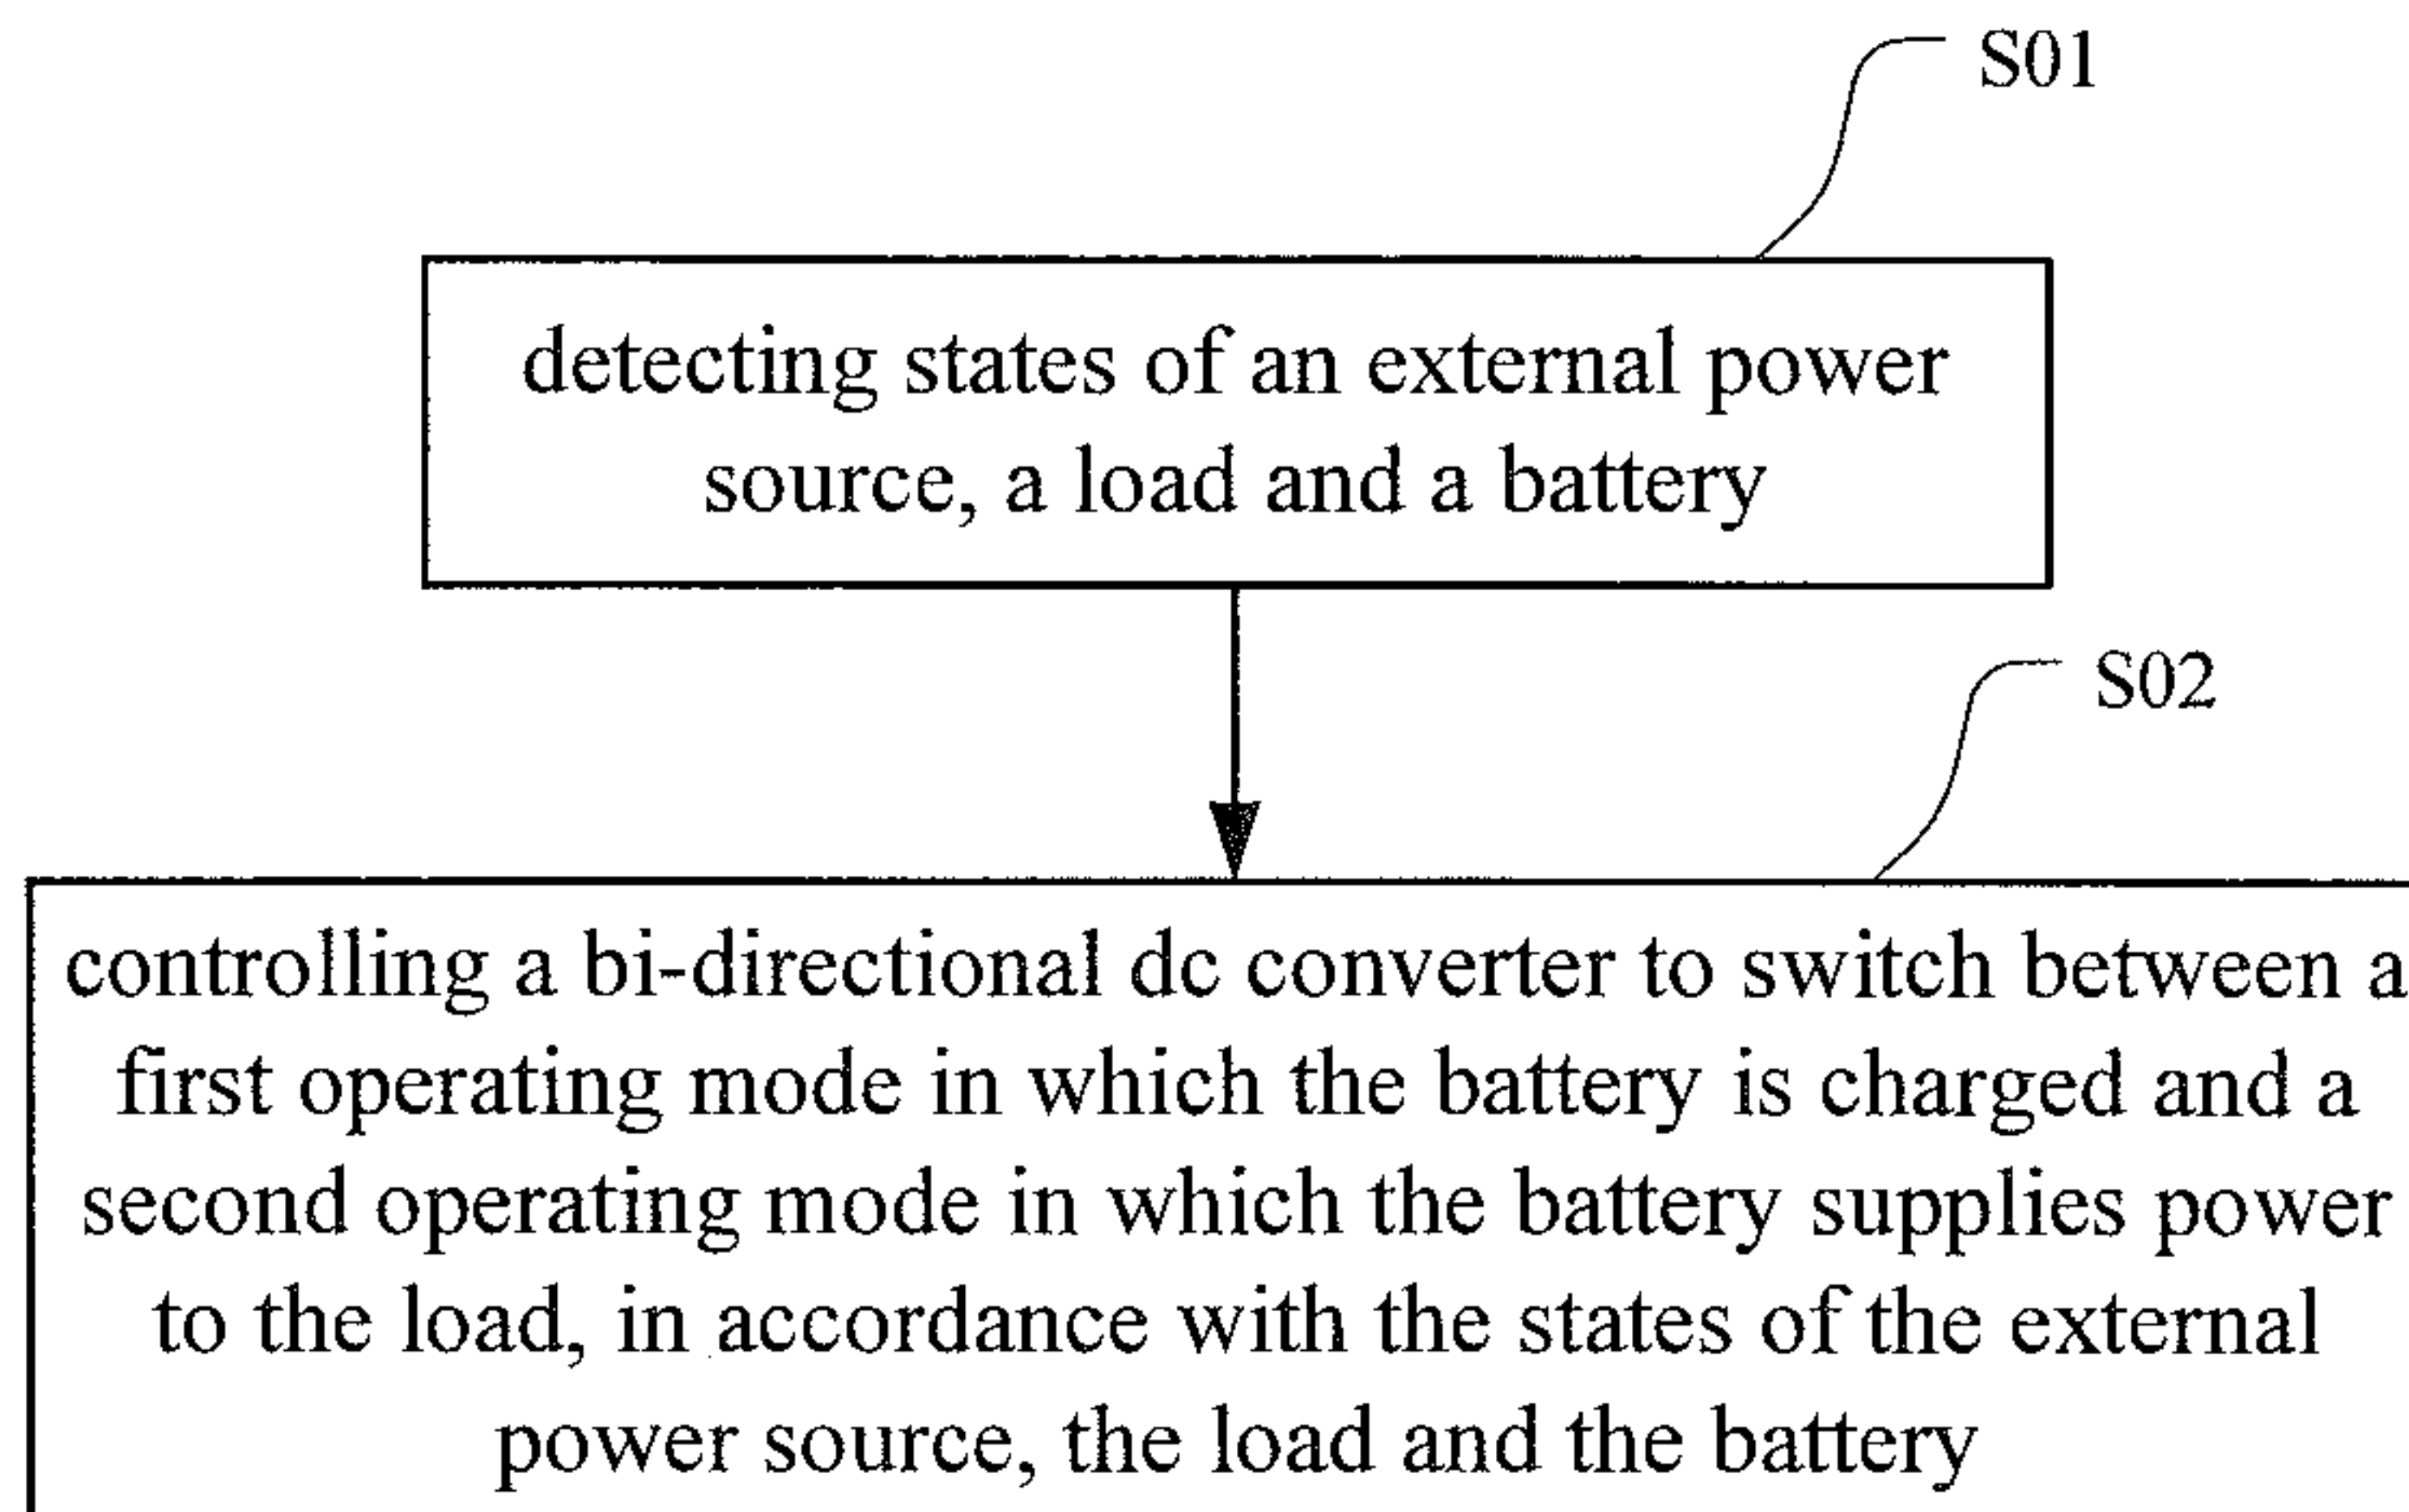 S01
detecting states of an external power
source, a load and a battery
S02
controlling a bi-directional dc converter to switch between a
first operating mode in which the battery is charged and a
second operating mode in which the battery supplies power
to the load, in accordance with the states of the external
power source, the load and the battery